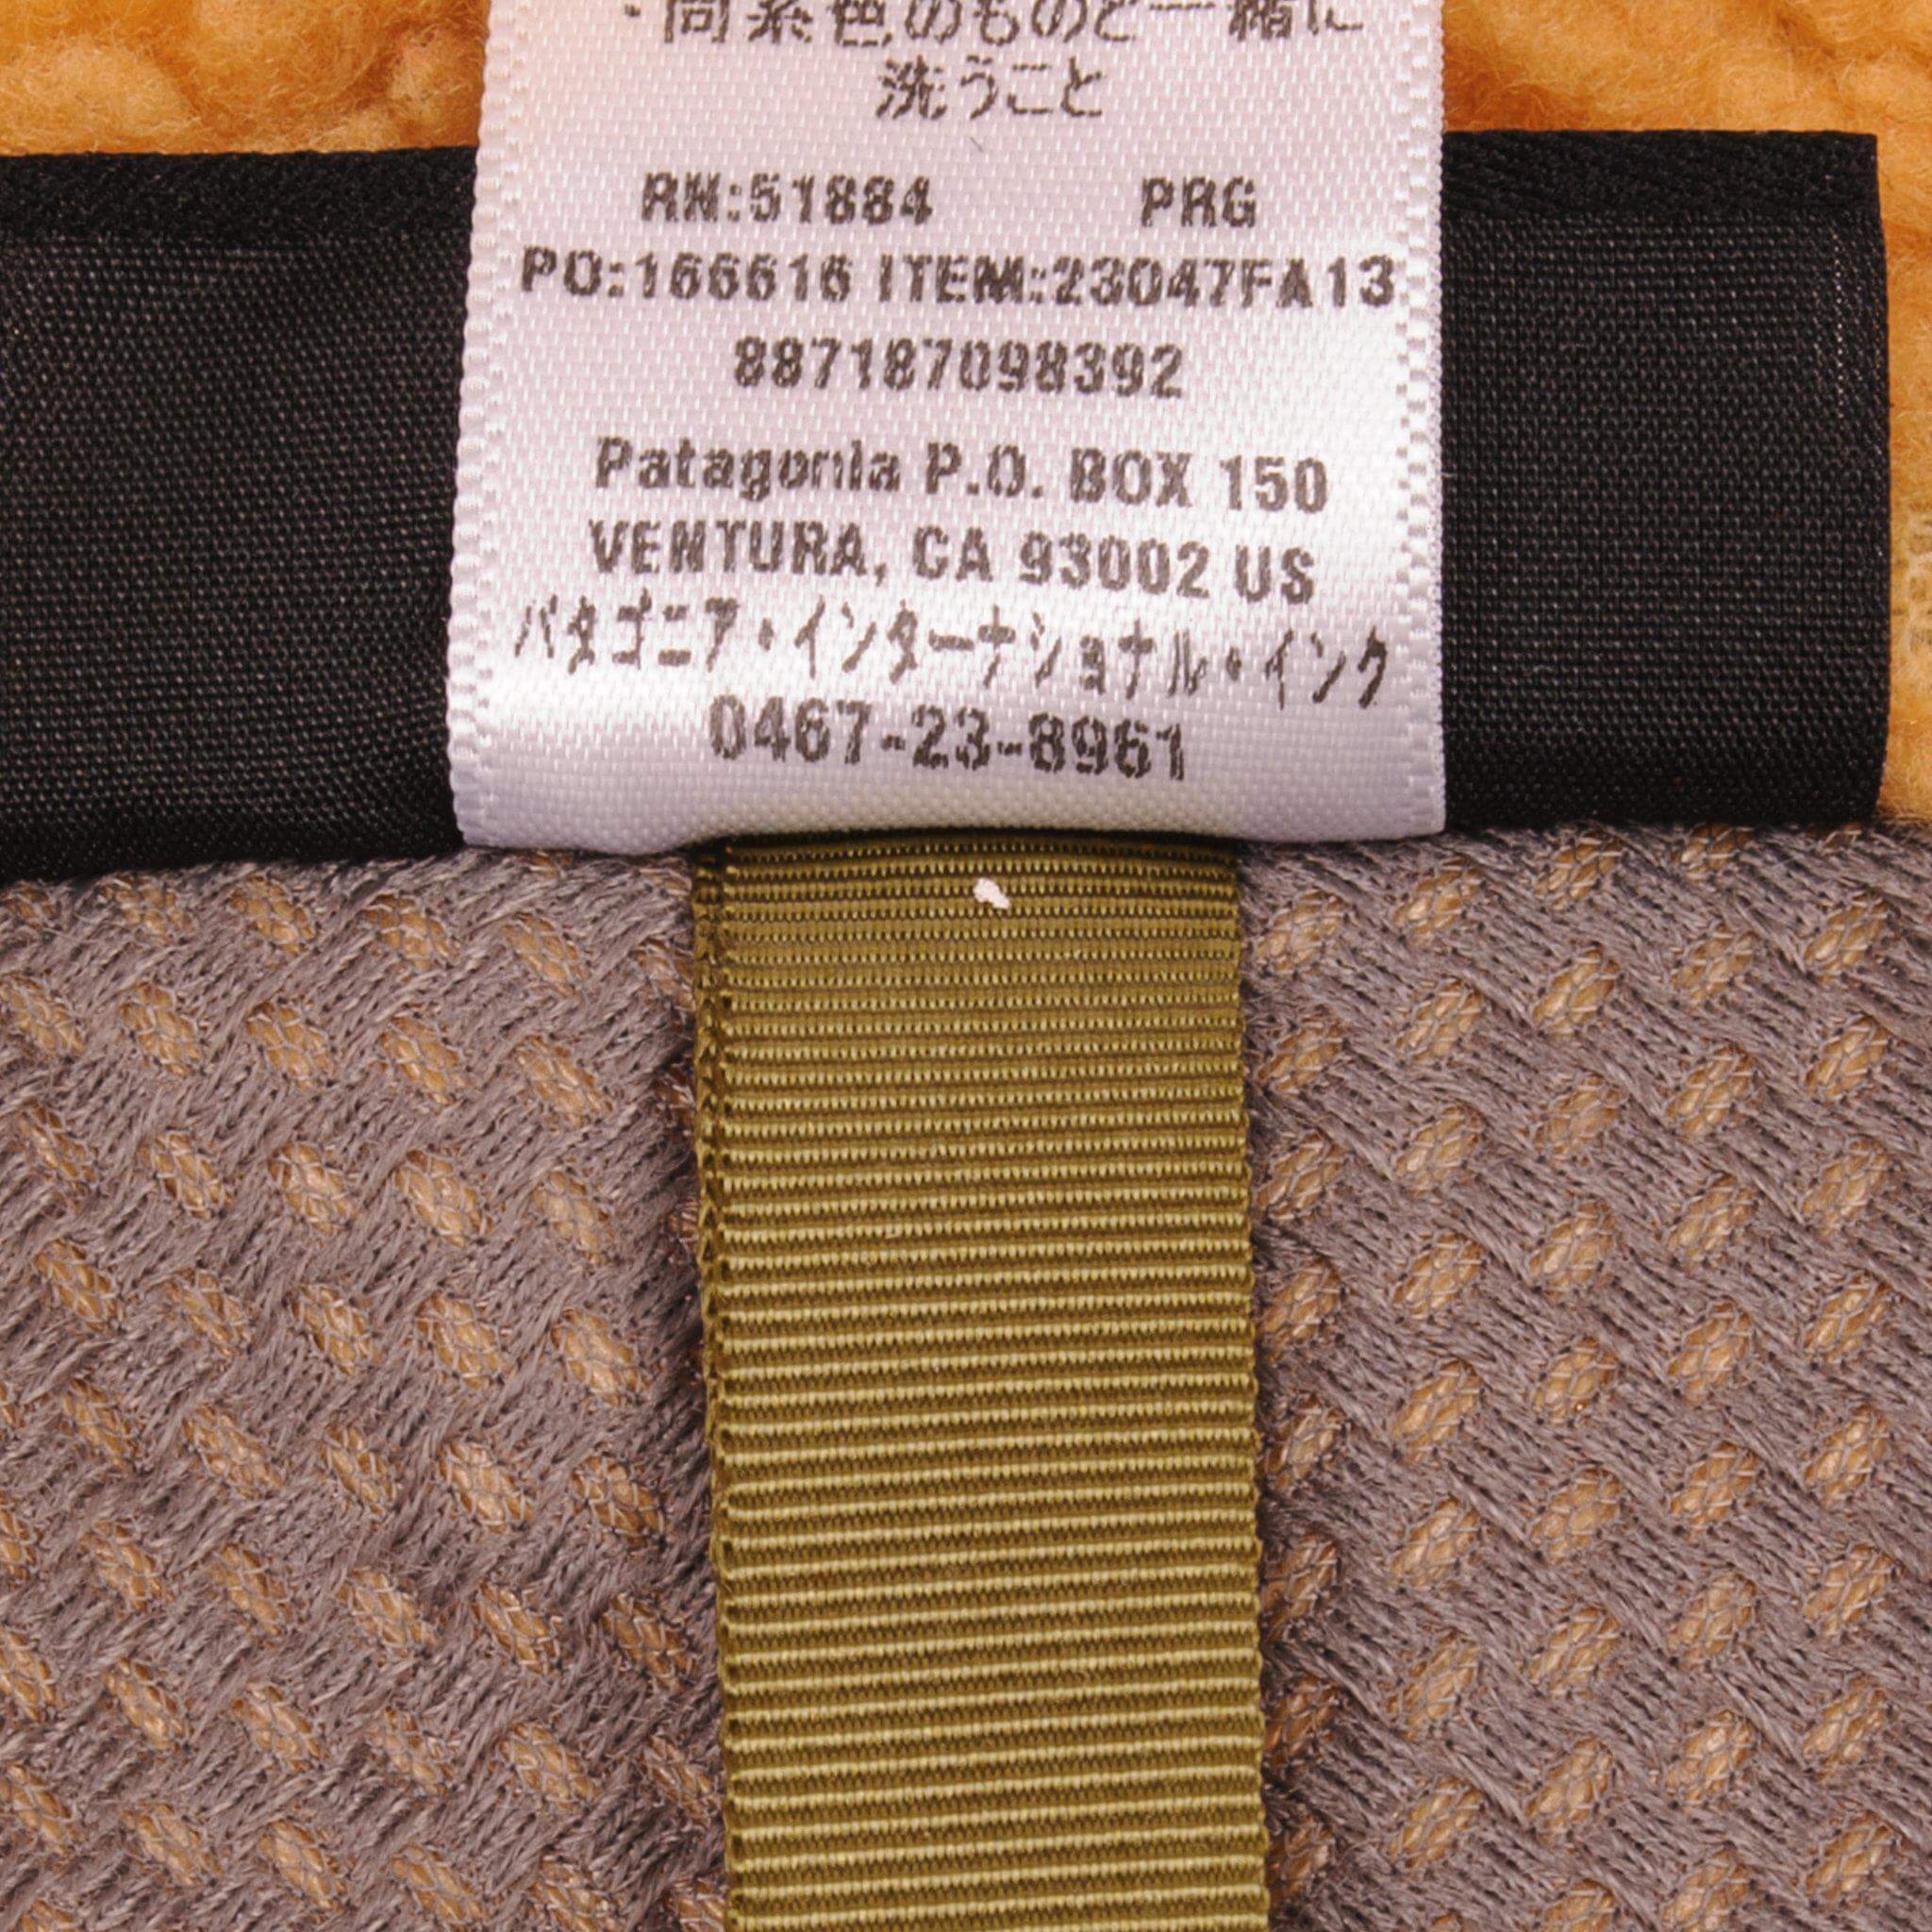 ・同系色のものと一緒に
洗うこと
RN:51884 PRG
PO:166616 ITEM:23047FA13
887187098392
Patagonia P.O. BOX 150
VENTURA, CA 93002 US
パタゴニア・インターナショナル・インク
0467-23-8961